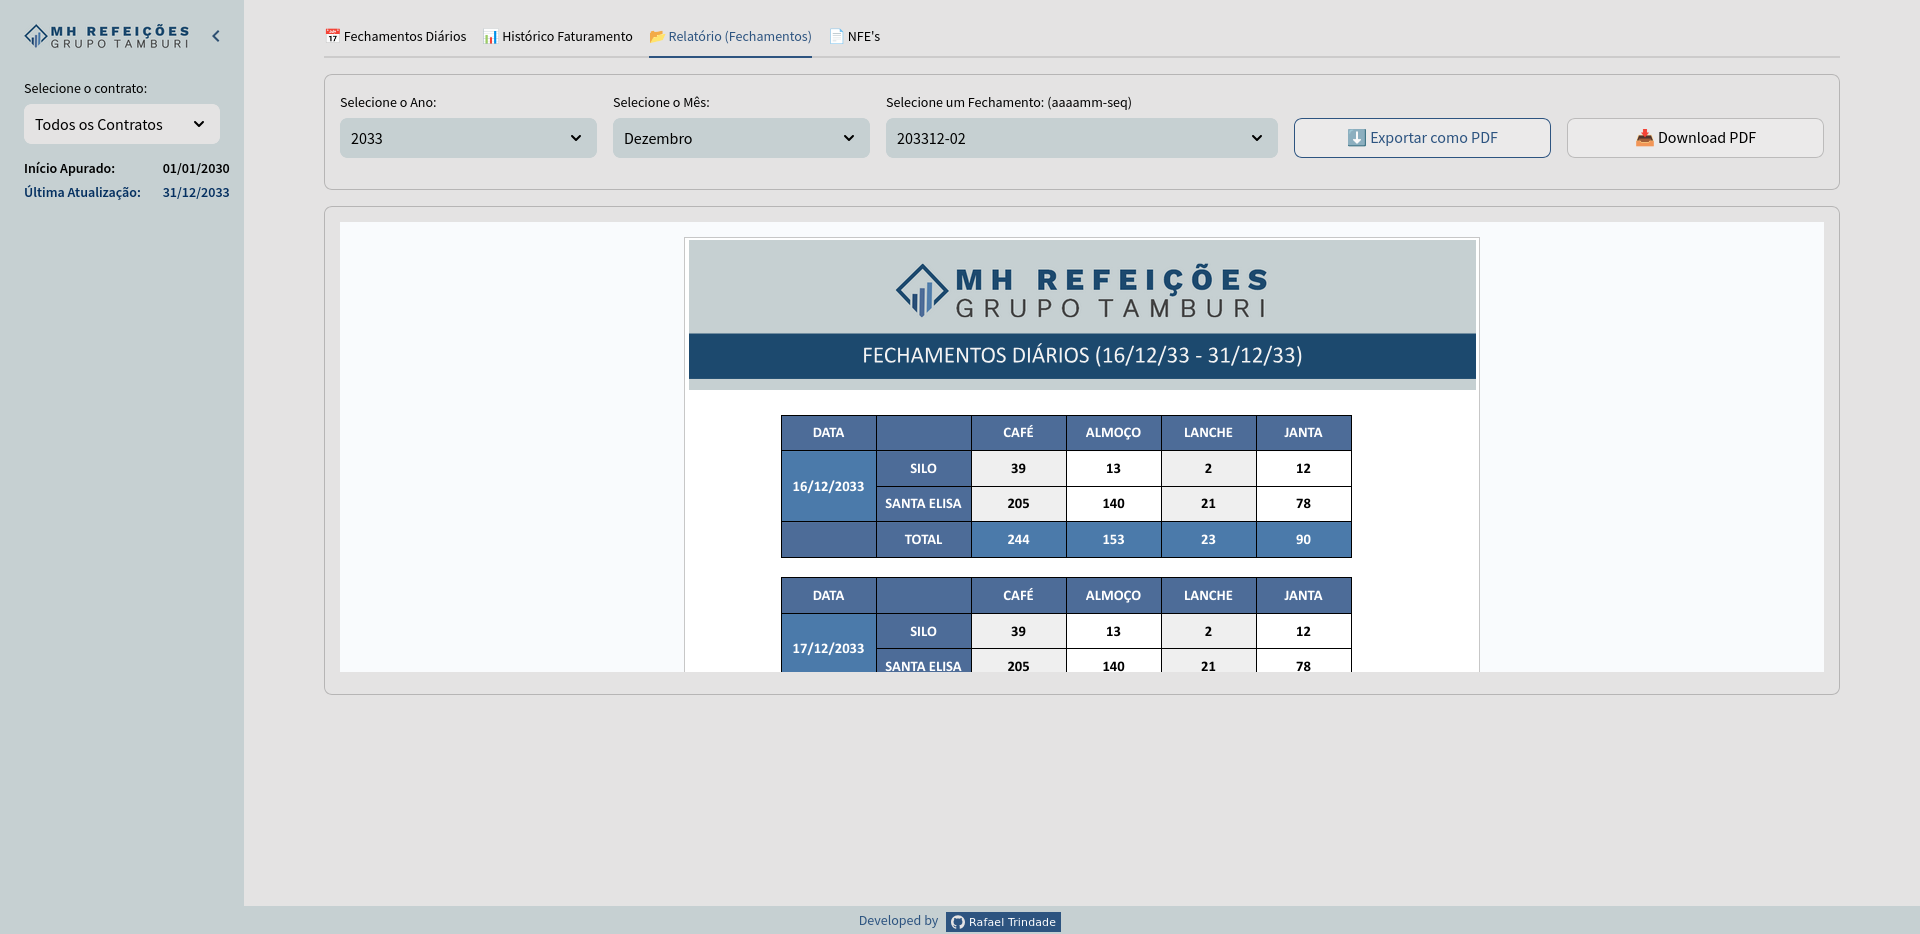 MH REFEIÇÕES
GRUPO TAMBURI
Selecione o contrato:
Todos os Contratos
Início Apurado: 01/01/2030
Última Atualização: 31/12/2033
📅 Fechamentos Diários 📊 Histórico Faturamento 📂 Relatório (Fechamentos) 📄 NFE's
Selecione o Ano: Selecione o Mês: Selecione um Fechamento: (aaaamm-seq)
2033 Dezembro 203312-02 ⬇️ Exportar como PDF 📥 Download PDF
MH REFEIÇÕES
GRUPO TAMBURI
FECHAMENTOS DIÁRIOS (16/12/33 - 31/12/33)
DATA CAFÉ ALMOÇO LANCHE JANTA
16/12/2033
SILO 39 13 2 12
SANTA ELISA 205 140 21 78
TOTAL 244 153 23 90
DATA CAFÉ ALMOÇO LANCHE JANTA
17/12/2033
SILO 39 13 2 12
SANTA ELISA 205 140 21 78
Developed by Rafael Trindade